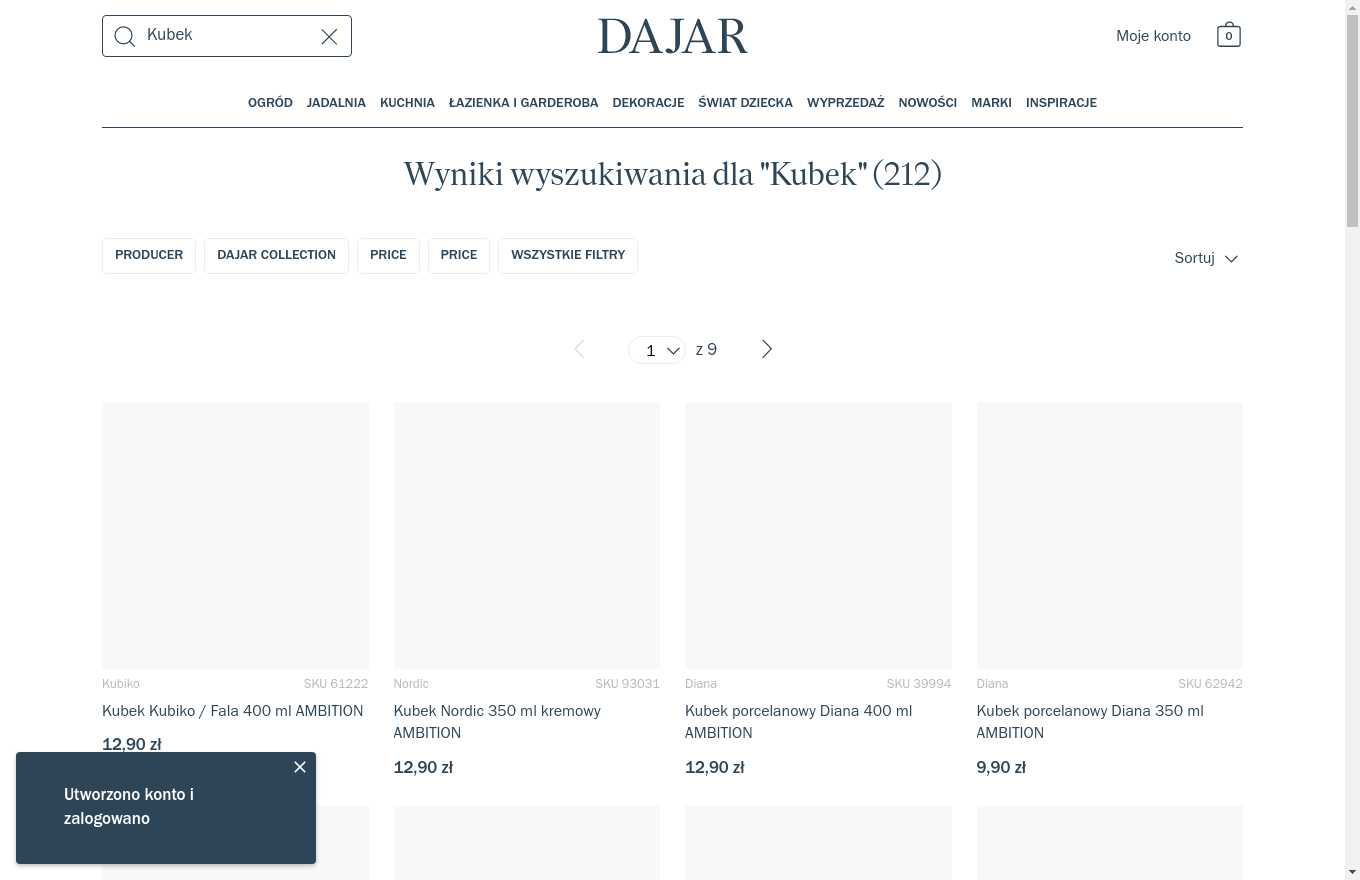 Kubek
DAJAR
Moje konto
0
OGRÓD JADALNIA KUCHNIA ŁAZIENKA I GARDEROBA DEKORACJE ŚWIAT DZIECKA WYPRZEDAŻ NOWOŚCI MARKI INSPIRACJE
Wyniki wyszukiwania dla "Kubek" (212)
PRODUCER DAJAR COLLECTION PRICE PRICE WSZYSTKIE FILTRY
Sortuj
1 z 9
Kubiko SKU 61222
Kubek Kubiko / Fala 400 ml AMBITION
12,90 zł
Nordic SKU 93031
Kubek Nordic 350 ml kremowy
AMBITION
12,90 zł
Diana SKU 39994
Kubek porcelanowy Diana 400 ml
AMBITION
12,90 zł
Diana SKU 62942
Kubek porcelanowy Diana 350 ml
AMBITION
9,90 zł
Utworzono konto i
zalogowano